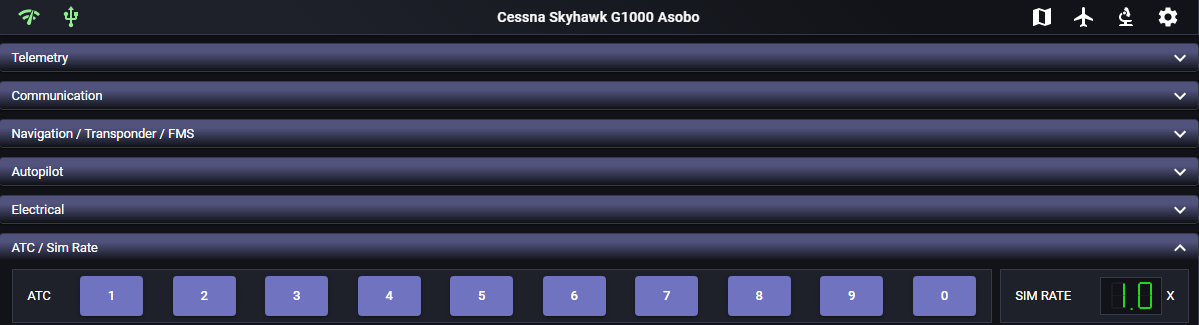 Cessna Skyhawk G1000 Asobo
Telemetry
Communication
Navigation / Transponder / FMS
Autopilot
Electrical
ATC / Sim Rate
ATC 1 2 3 4 5 6 7 8 9 0 SIM RATE 1.0 X